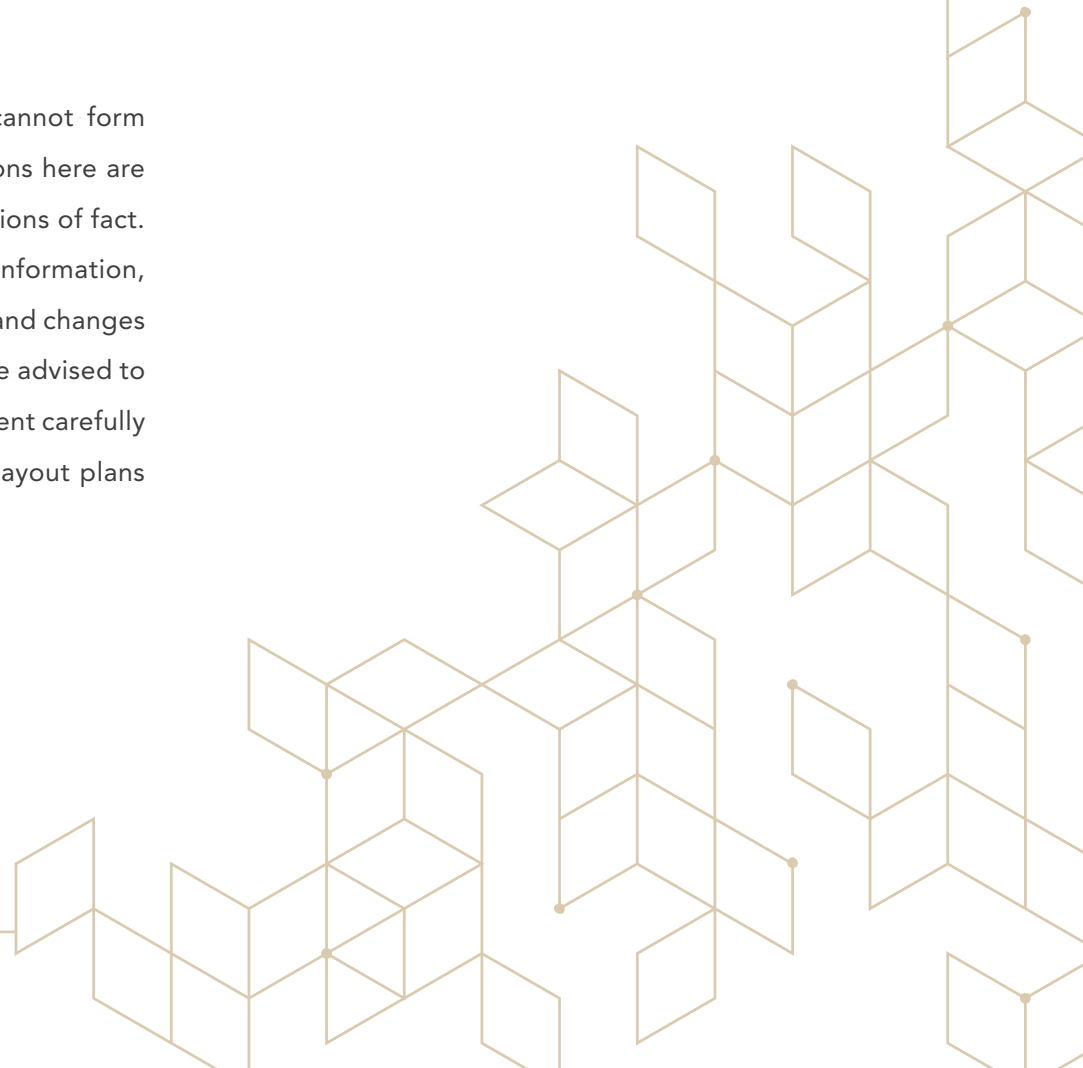 cannot form
ons here are
ions of fact.
nformation,
and changes
e advised to
ent carefully
ayout plans